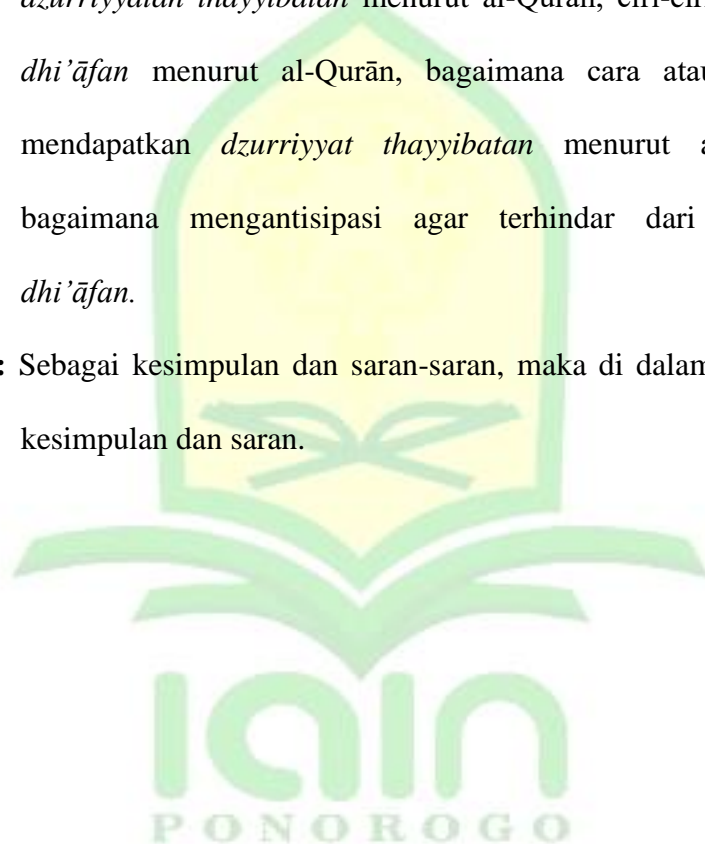 dzurriyyatan thayyibatan menurut al-Qurān, ciri-ciri
dhi’āfan menurut al-Qurān, bagaimana cara atau
mendapatkan dzurriyyat thayyibatan menurut a
bagaimana mengantisipasi agar terhindar dari
dhi’āfan.
: Sebagai kesimpulan dan saran-saran, maka di dalam
kesimpulan dan saran.
iain
PONOROGO